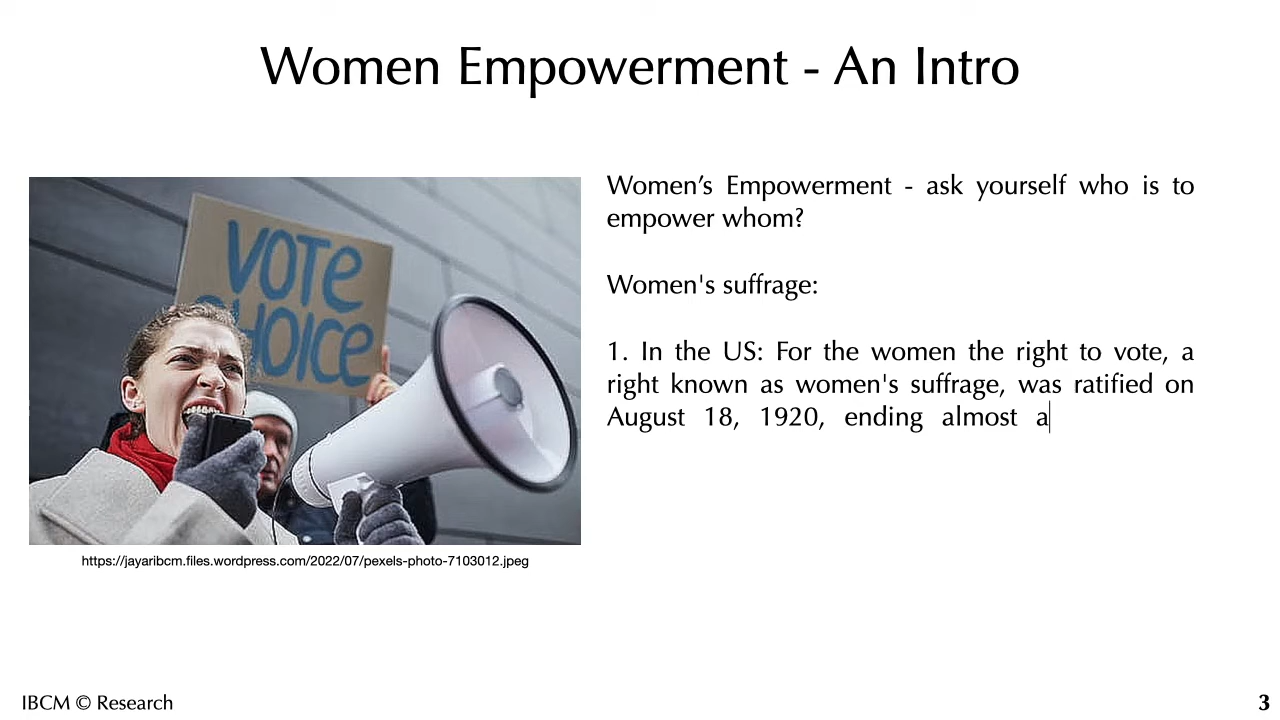 Women Empowerment - An Intro
VOTE
CHOICE
https://jayaribcm.files.wordpress.com/2022/07/pexels-photo-7103012.jpeg
Women’s Empowerment - ask yourself who is to
empower whom?
Women's suffrage:
1. In the US: For the women the right to vote, a
right known as women's suffrage, was ratified on
August 18, 1920, ending almost a
IBCM © Research
3